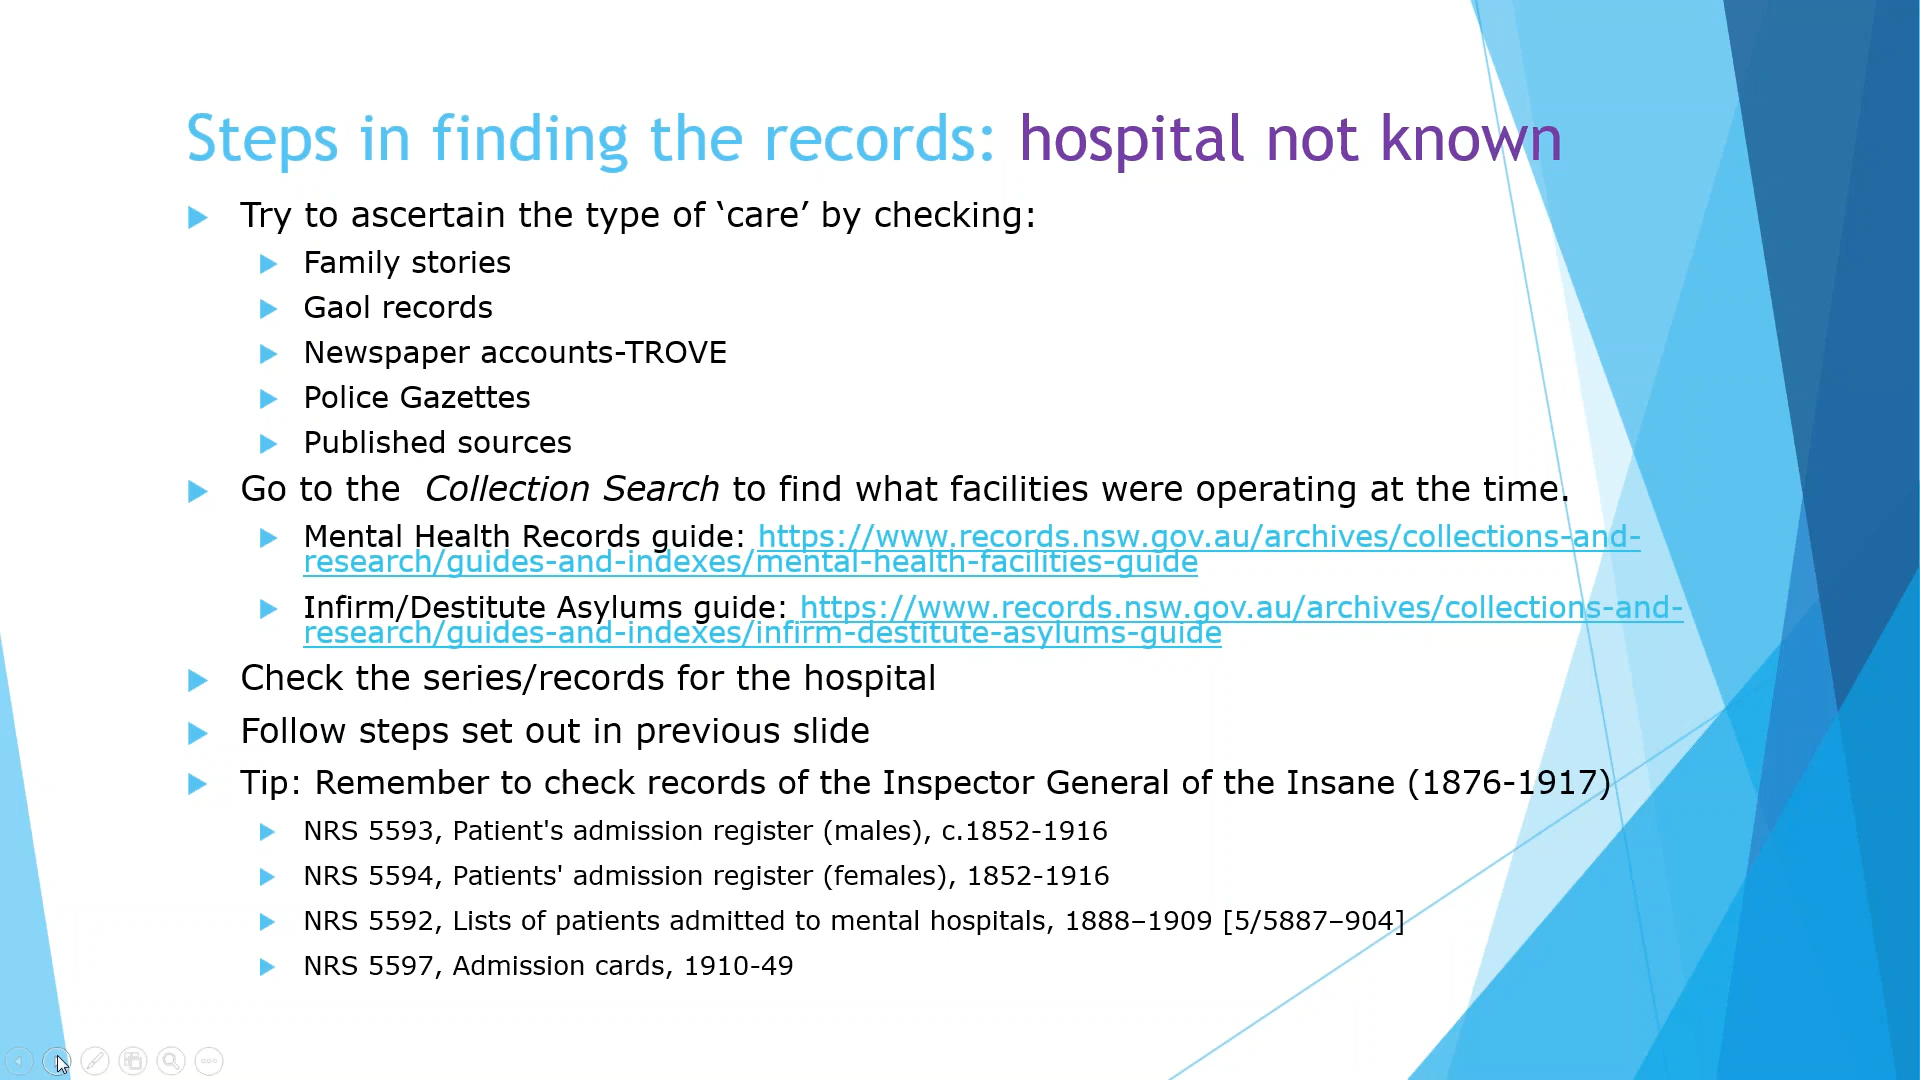 Steps in finding the records: hospital not known
Try to ascertain the type of ‘care’ by checking:
Family stories
Gaol records
Newspaper accounts-TROVE
Police Gazettes
Published sources
Go to the Collection Search to find what facilities were operating at the time.
Mental Health Records guide: https://www.records.nsw.gov.au/archives/collections-and-
research/guides-and-indexes/mental-health-facilities-guide
Infirm/Destitute Asylums guide: https://www.records.nsw.gov.au/archives/collections-and-
research/guides-and-indexes/infirm-destitute-asylums-guide
Check the series/records for the hospital
Follow steps set out in previous slide
Tip: Remember to check records of the Inspector General of the Insane (1876-1917)
NRS 5593, Patient's admission register (males), c.1852-1916
NRS 5594, Patients' admission register (females), 1852-1916
NRS 5592, Lists of patients admitted to mental hospitals, 1888–1909 [5/5887–904]
NRS 5597, Admission cards, 1910-49